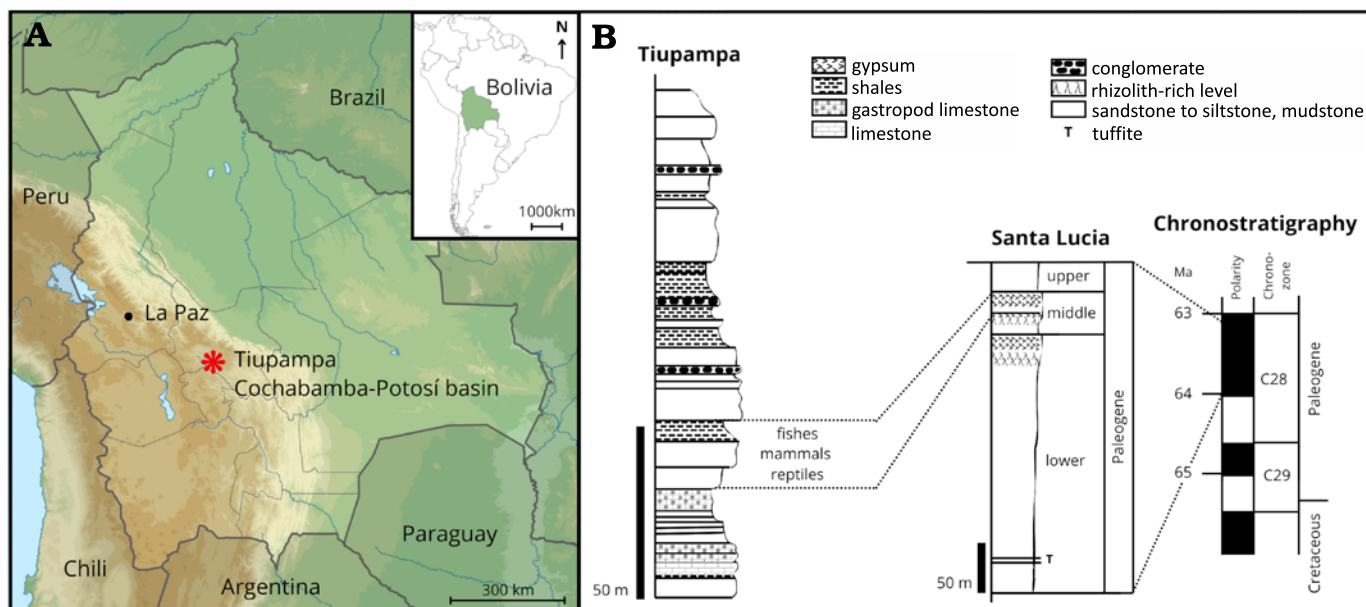 A
Brazil
Peru
La Paz
Tiupampa
Cochabamba-Potosí basin
Paraguay
Chili
Argentina
300 km
N
Bolivia
1000km
B
Tiupampa
gypsum
shales
gastropod limestone
limestone
conglomerate
rhizolith-rich level
sandstone to siltstone, mudstone
T tuffite
fishes
mammals
reptiles
50 m
Santa Lucia
upper
middle
lower
T
50 m
Paleogene
Chronostratigraphy
Ma
Polarity
Chrono-
zone
63
64
65
C28
C29
Paleogene
Cretaceous